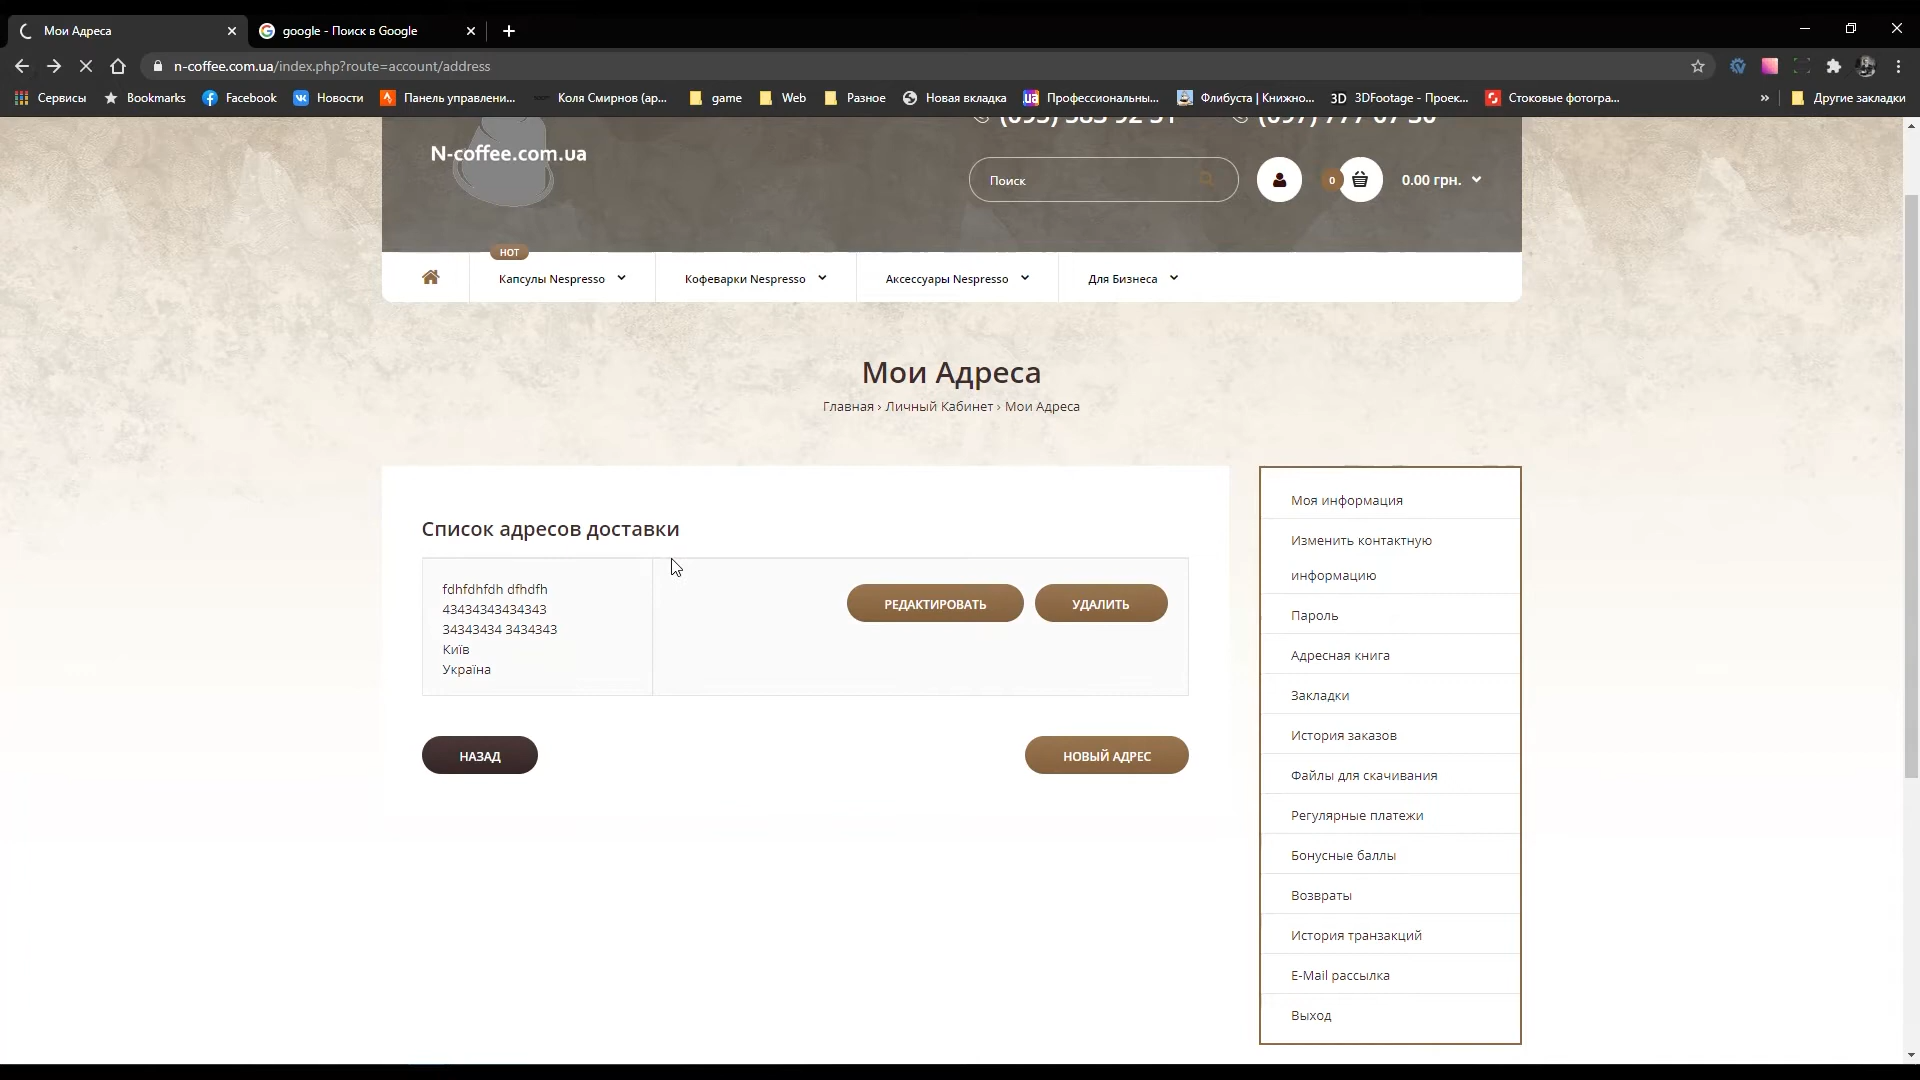 Мои Адреса
google - Поиск в Google
n-coffee.com.ua/index.php?route=account/address
Сервисы
Bookmarks
Facebook
Новости
Панель управлени...
Коля Смирнов (ар...
game
Web
Разное
Новая вкладка
Профессиональны...
Флибуста | Книжно...
3D 3DFootage - Проек...
Стоковые фотогра...
»
Другие закладки
N-coffee.com.ua
Поиск
0
0.00 грн.
HOT
Капсулы Nespresso
Кофеварки Nespresso
Аксессуары Nespresso
Для Бизнеса
Мои Адреса
Главная › Личный Кабинет › Мои Адреса
Список адресов доставки
fdhfdhfdh dfhdfh
43434343434343
34343434 3434343
Київ
Україна
РЕДАКТИРОВАТЬ
УДАЛИТЬ
НАЗАД
НОВЫЙ АДРЕС
Моя информация
Изменить контактную
информацию
Пароль
Адресная книга
Закладки
История заказов
Файлы для скачивания
Регулярные платежи
Бонусные баллы
Возвраты
История транзакций
E-Mail рассылка
Выход